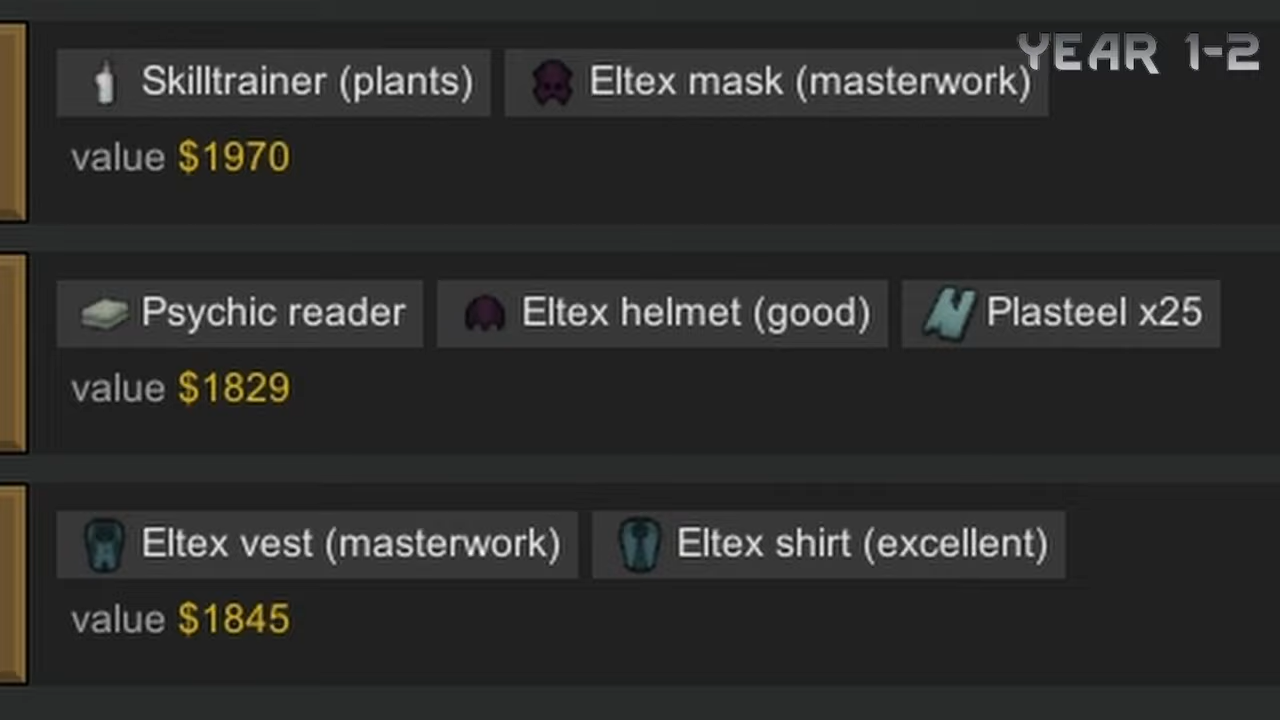 YEAR 1-2
Skilltrainer (plants) Eltex mask (masterwork)
value $1970
Psychic reader Eltex helmet (good) Plasteel x25
value $1829
Eltex vest (masterwork) Eltex shirt (excellent)
value $1845